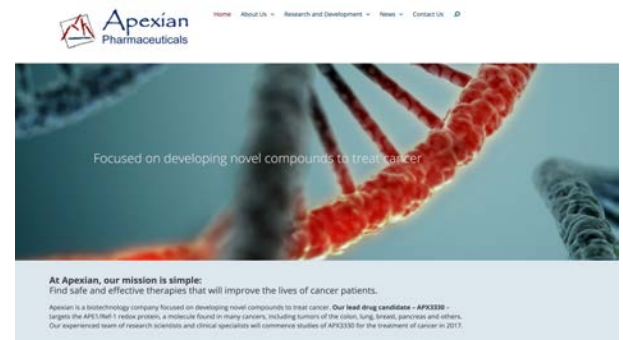 Apexian
Pharmaceuticals
Home About Us Research and Development News Contact Us
Focused on developing novel compounds to treat cancer
At Apexian, our mission is simple:
Find safe and effective therapies that will improve the lives of cancer patients.
Apexian is a biotechnology company focused on developing novel compounds to treat cancer. Our lead drug candidate – APX3330 –
targets the APE1/Ref-1 redox protein, a molecule found in many cancers, including tumors of the colon, lung, breast, pancreas and others.
Our experienced team of research scientists and clinical specialists will commence studies of APX3330 for the treatment of cancer in 2017.